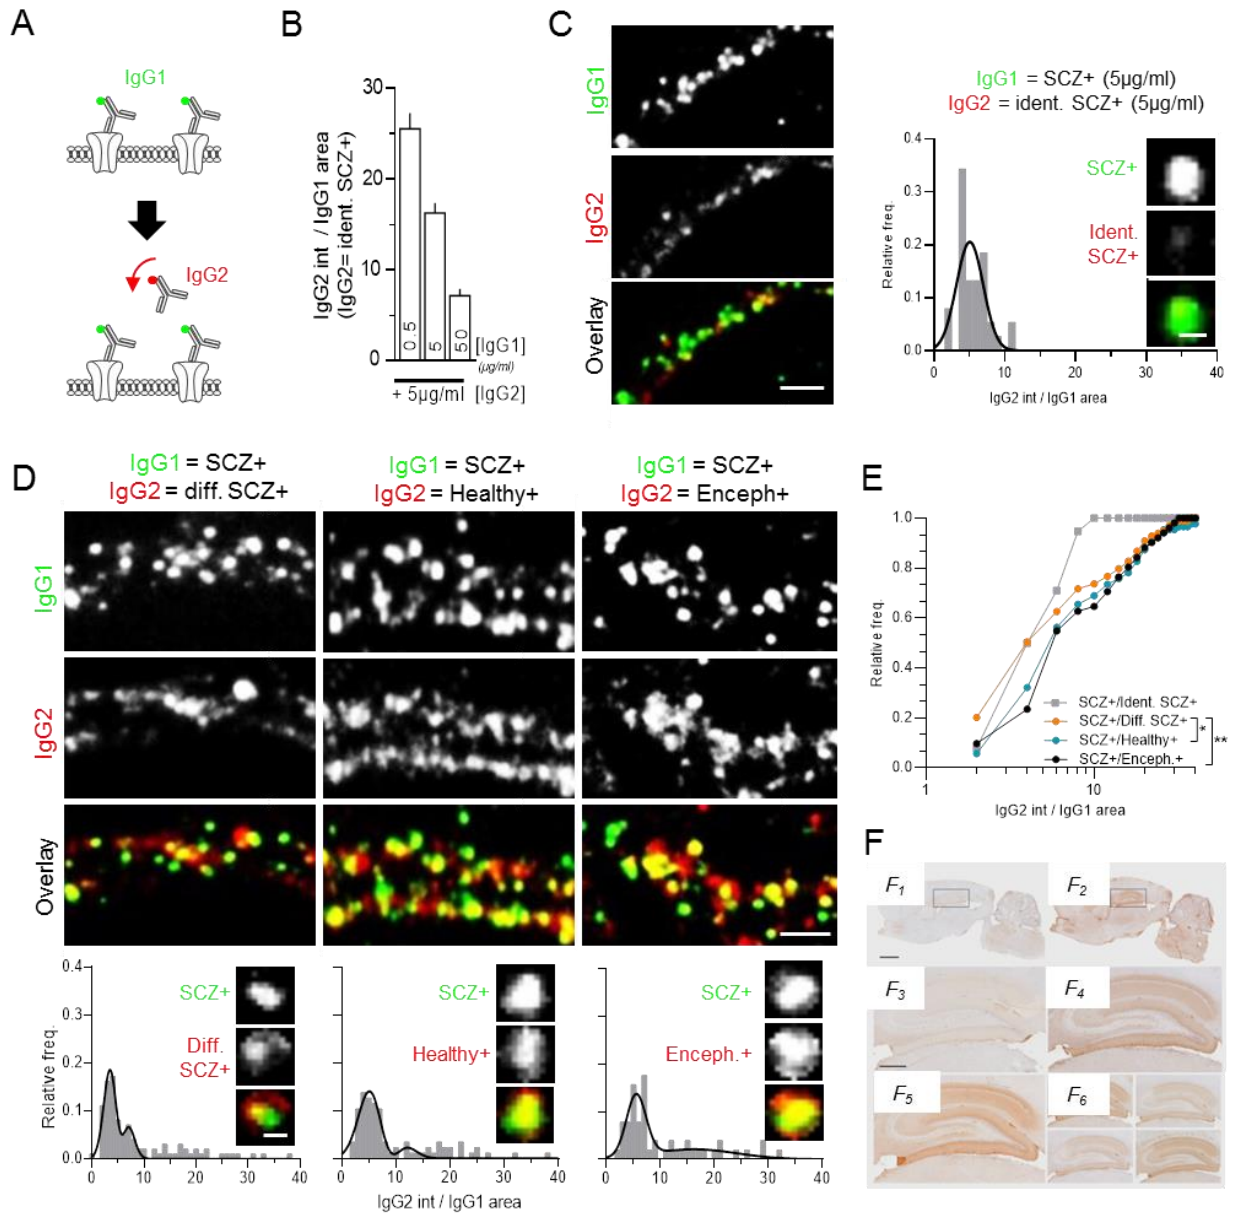 A
IgG1
IgG2
B
IgG2 int / IgG1 area
(IgG2= ident. SCZ+)
30
20
10
0
0.5
5
50
[IgG1]
(µg/ml)
+ 5µg/ml [IgG2]
C
IgG1
IgG2
Overlay
IgG1 = SCZ+ (5µg/ml)
IgG2 = ident. SCZ+ (5µg/ml)
Relative freq.
0.4
0.3
0.2
0.1
0.0
0 10 20 30 40
IgG2 int / IgG1 area
SCZ+
Ident.
SCZ+
D
IgG1 = SCZ+
IgG2 = diff. SCZ+
IgG1 = SCZ+
IgG2 = Healthy+
IgG1 = SCZ+
IgG2 = Enceph+
IgG1
IgG2
Overlay
Relative freq.
0.4
0.3
0.2
0.1
0.0
0 10 20 30 40
SCZ+
Diff.
SCZ+
0 10 20 30 40
SCZ+
Healthy+
0 10 20 30 40
SCZ+
Enceph.+
IgG2 int / IgG1 area
E
Relative freq.
1.0
0.8
0.6
0.4
0.2
0.0
1 10
IgG2 int / IgG1 area
SCZ+/Ident. SCZ+
SCZ+/Diff. SCZ+
SCZ+/Healthy+
SCZ+/Enceph.+
*
**
F
F1
F2
F3
F4
F5
F6